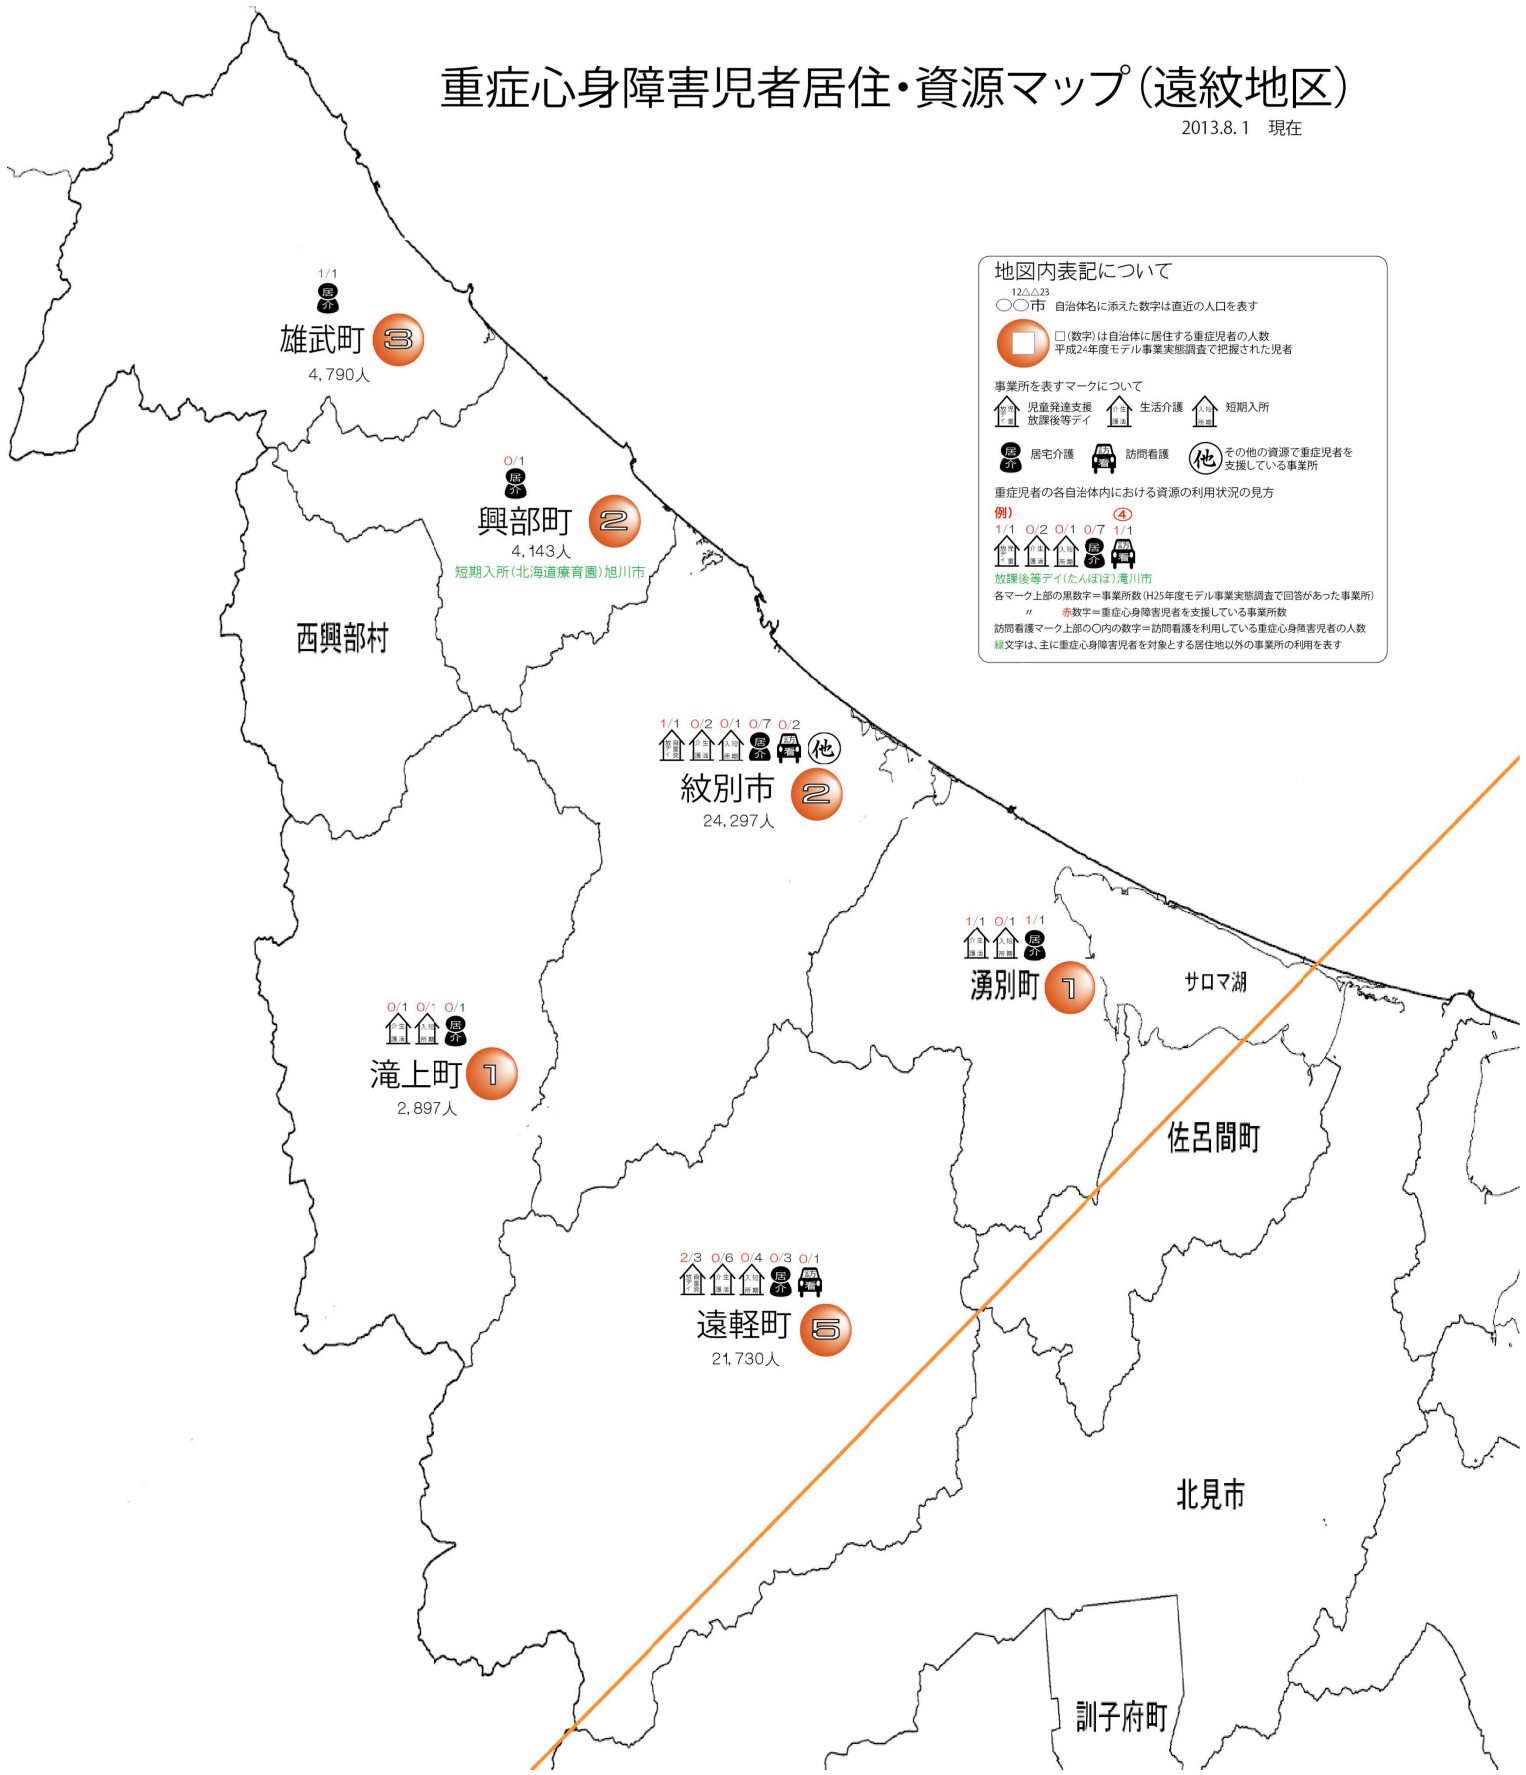 重症心身障害児者居住・資源マップ（遠紋地区）
2013.8.1　現在
1/1
居介
雄武町 3
4,790人
0/1
居介
興部町 2
4,143人
短期入所(北海道療育園)旭川市
西興部村
地図内表記について
12△△23
○○市 自治体名に添えた数字は直近の人口を表す
□(数字)は自治体に居住する重症児者の人数
平成24年度モデル事業実態調査で把握された児者
事業所を表すマークについて
児童発達支援
放課後等デイ
生活介護
短期入所
居介 居宅介護
訪看 訪問看護
他 その他の資源で重症児者を
支援している事業所
重症児者の各自治体内における資源の利用状況の見方
例） ④
1/1 0/2 0/1 0/7 1/1
放課後等デイ(たんぽぽ)滝川市
各マーク上部の黒数字＝事業所数(H25年度モデル事業実態調査で回答があった事業所)
〃 赤数字＝重症心身障害児者を支援している事業所数
訪問看護マーク上部の○内の数字＝訪問看護を利用している重症心身障害児者の人数
緑文字は、主に重症心身障害児者を対象とする居住地以外の事業所の利用を表す
1/1 0/2 0/1 0/7 0/2
居介 訪看 他
紋別市 2
24,297人
1/1 0/1 1/1
居介
湧別町 1
サロマ湖
0/1 0/1 0/1
居介
滝上町 1
2,897人
佐呂間町
2/3 0/6 0/4 0/3 0/1
居介 訪看
遠軽町 5
21,730人
北見市
訓子府町